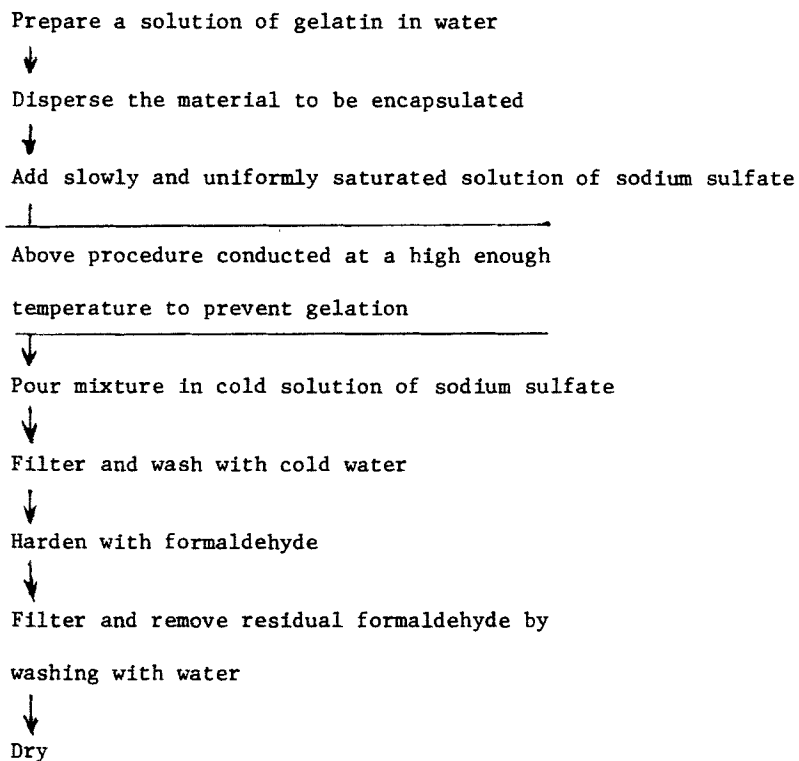 Prepare a solution of gelatin in water
Disperse the material to be encapsulated
Add slowly and uniformly saturated solution of sodium sulfate
Above procedure conducted at a high enough
temperature to prevent gelation
Pour mixture in cold solution of sodium sulfate
Filter and wash with cold water
Harden with formaldehyde
Filter and remove residual formaldehyde by
washing with water
Dry